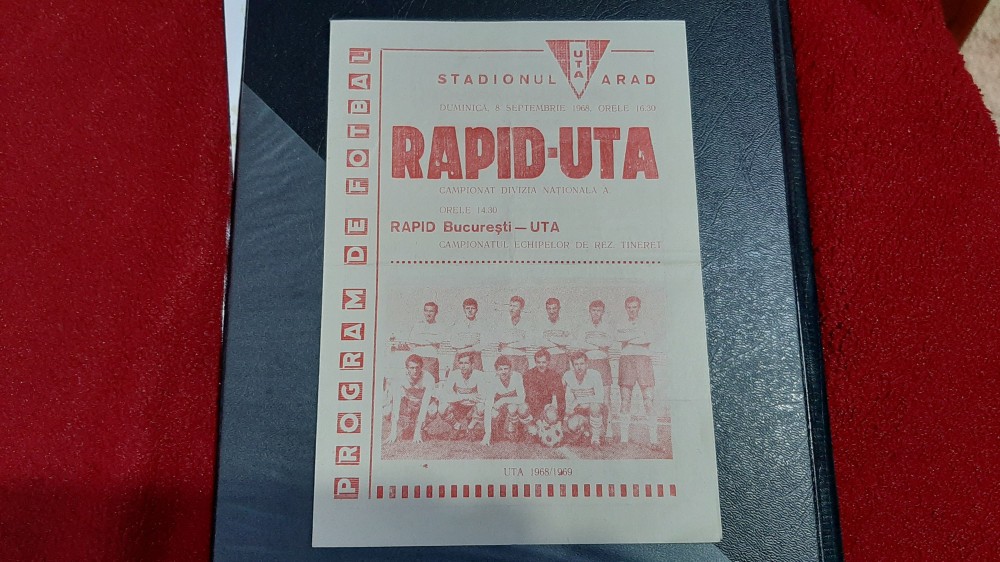 PROGRAM DE FOTBAL
UTA
STADIONUL ARAD
DUMINICĂ, 8 SEPTEMBRIE 1968, ORELE 16.30
RAPID-UTA
CAMPIONAT DIVIZIA NAȚIONALĂ A
ORELE 14.30
RAPID București — UTA
CAMPIONATUL ECHIPELOR DE REZ. TINERET
UTA 1968/1969